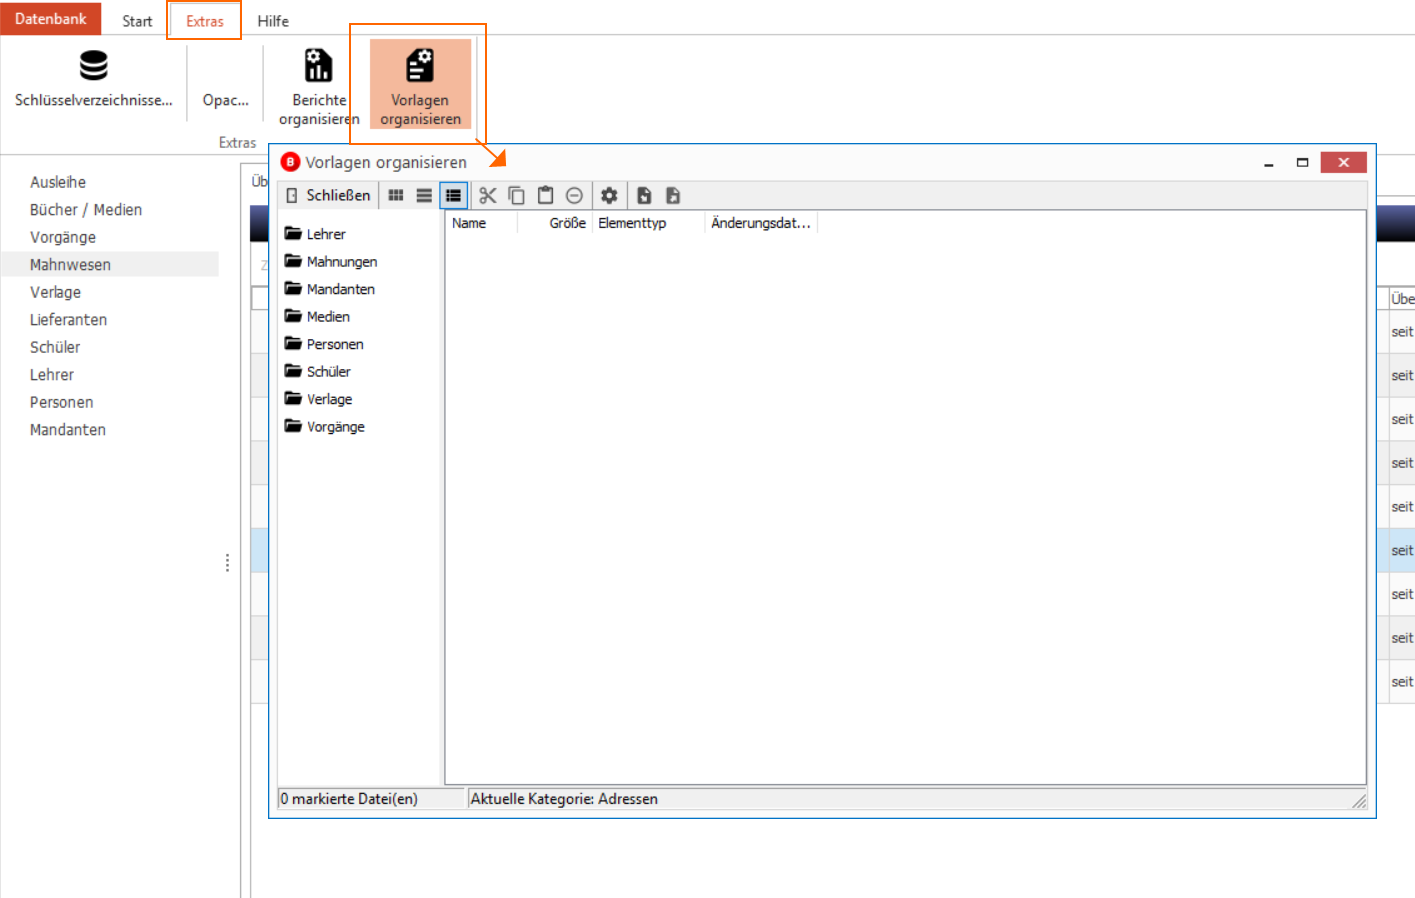 Datenbank Start Extras Hilfe
Schlüsselverzeichnisse...
Opac...
Berichte
organisieren
Vorlagen
organisieren
Extras
Ausleihe
Bücher / Medien
Vorgänge
Mahnwesen
Verlage
Lieferanten
Schüler
Lehrer
Personen
Mandanten
Üb
Z
B Vorlagen organisieren
Schließen
Lehrer
Mahnungen
Mandanten
Medien
Personen
Schüler
Verlage
Vorgänge
Name Größe Elementtyp Änderungsdat...
0 markierte Datei(en) Aktuelle Kategorie: Adressen
Übe
seit
seit
seit
seit
seit
seit
seit
seit
seit